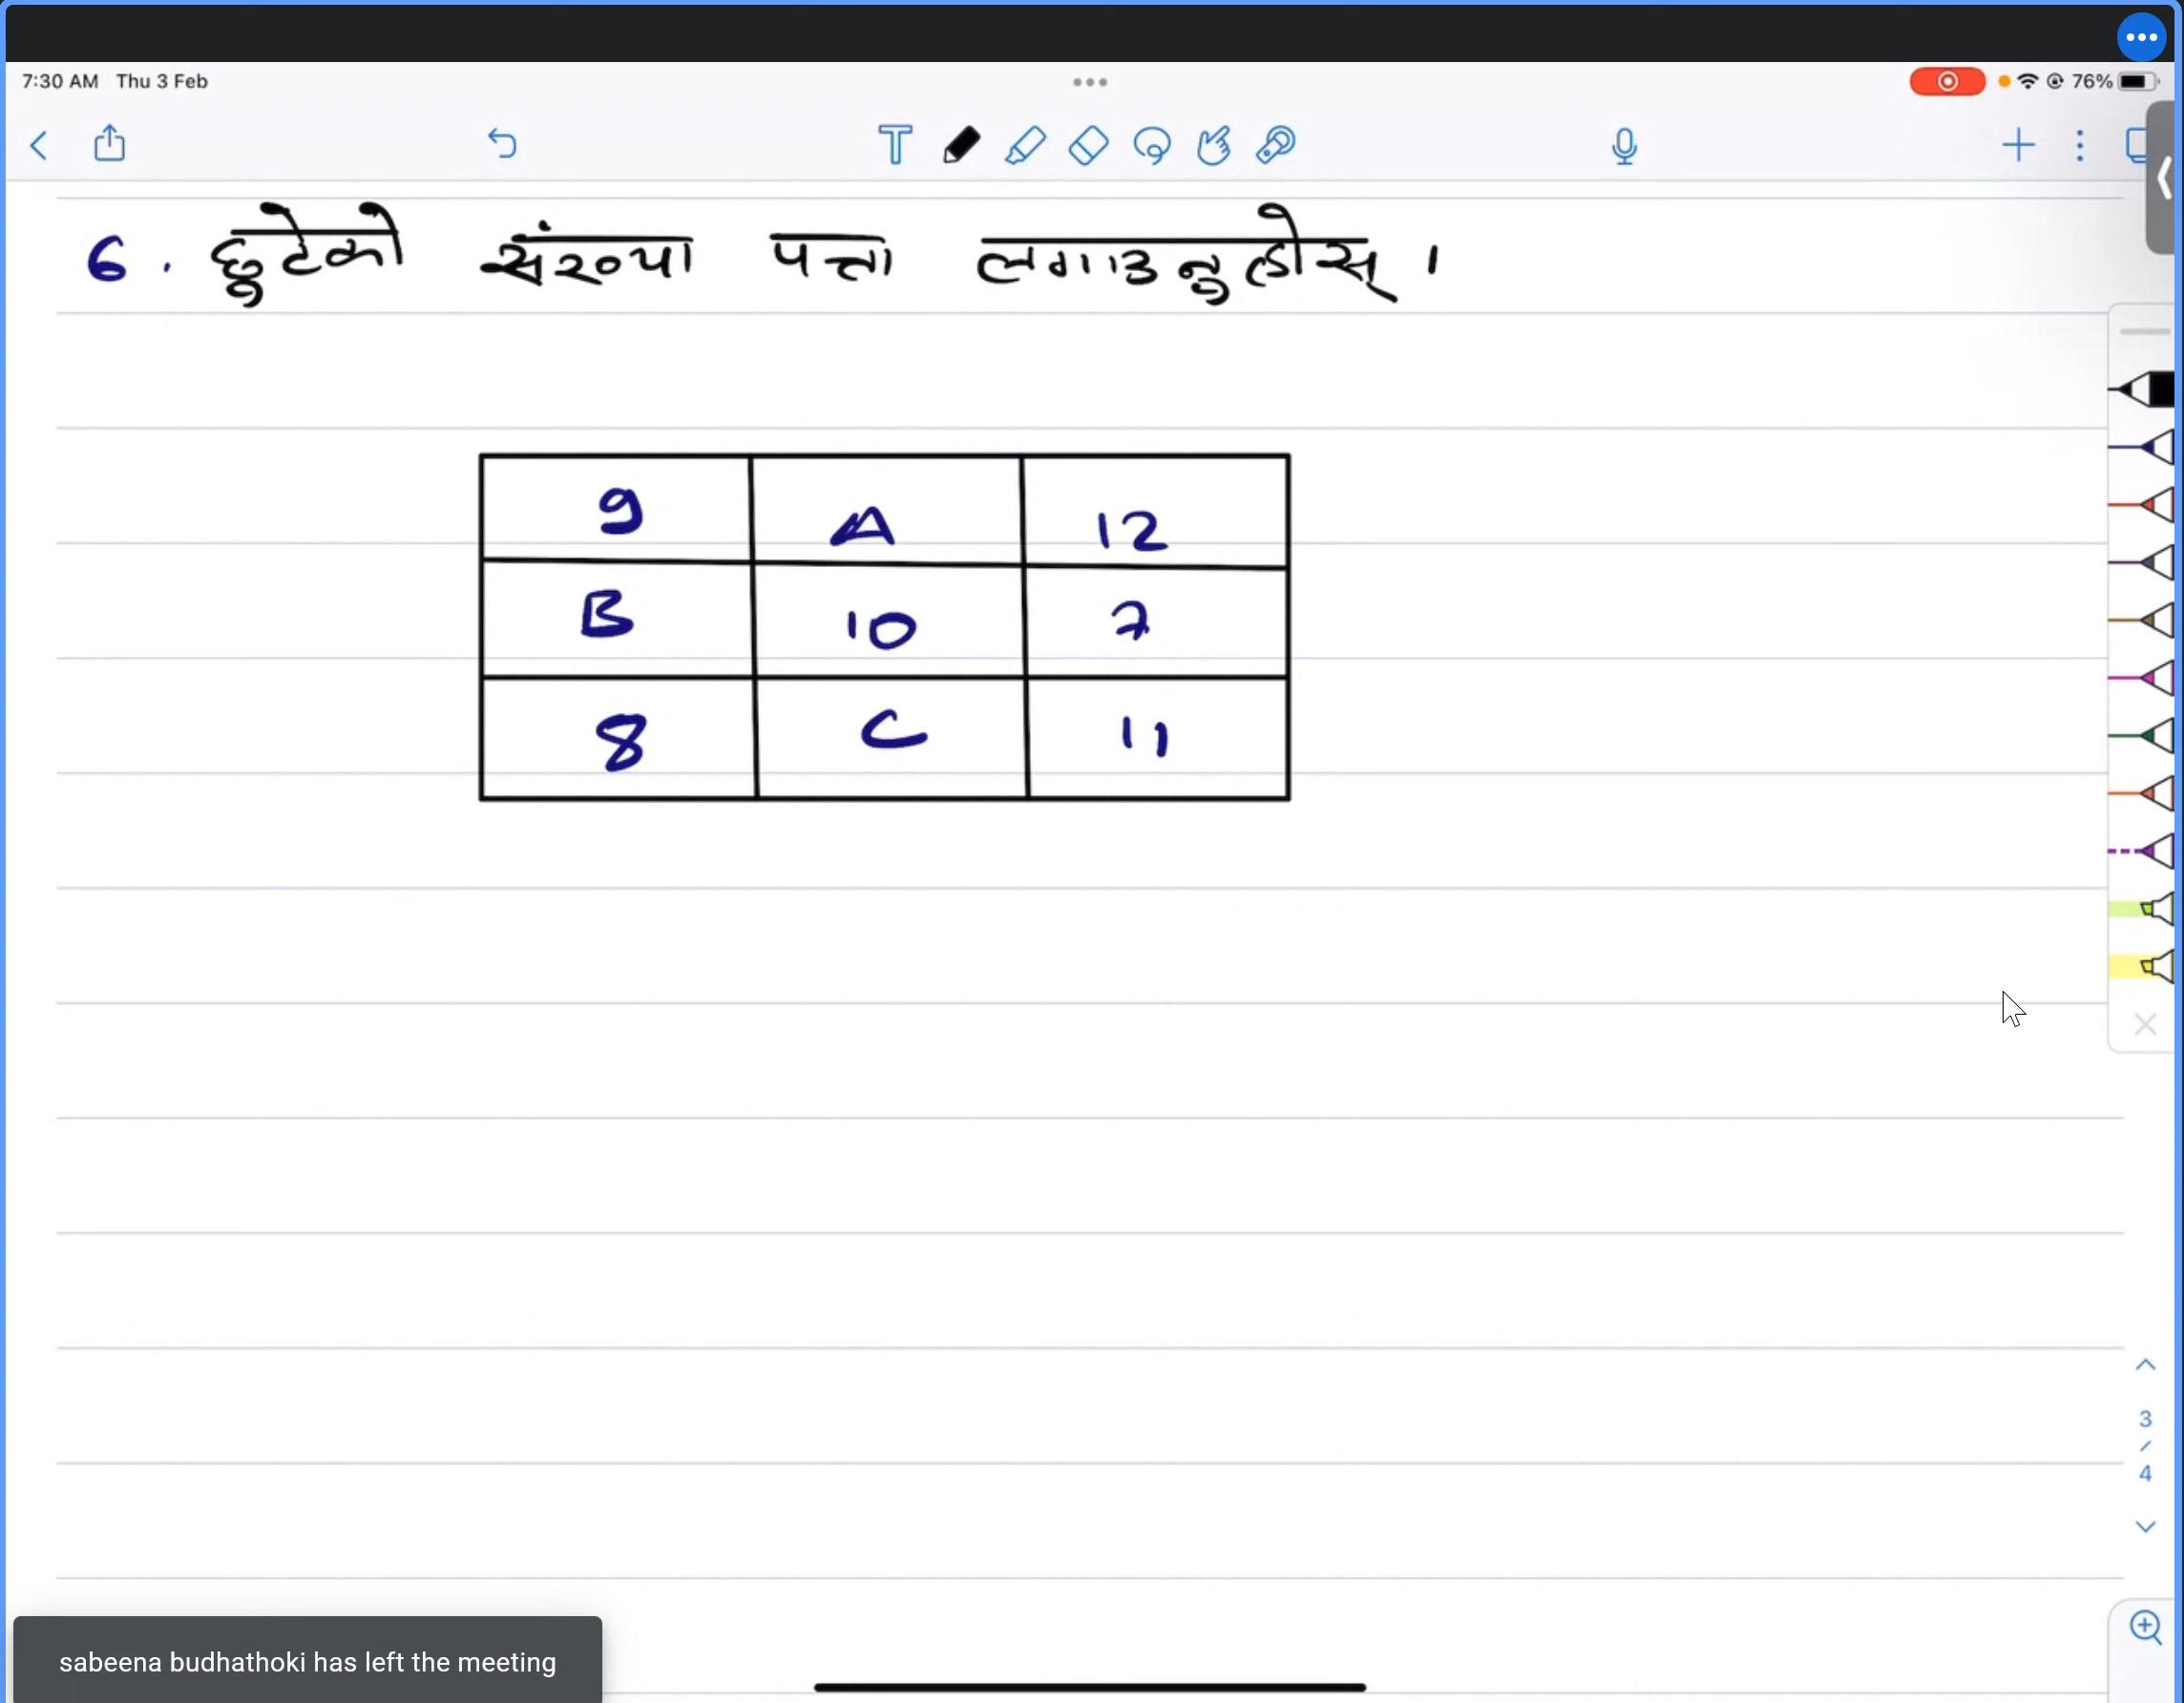 7:30 AM Thu 3 Feb
76%
T
6. छुटेको संख्या पत्ता लगाउनुहोस् ।
9 A 12
B 10 7
8 C 11
3
/
4
sabeena budhathoki has left the meeting